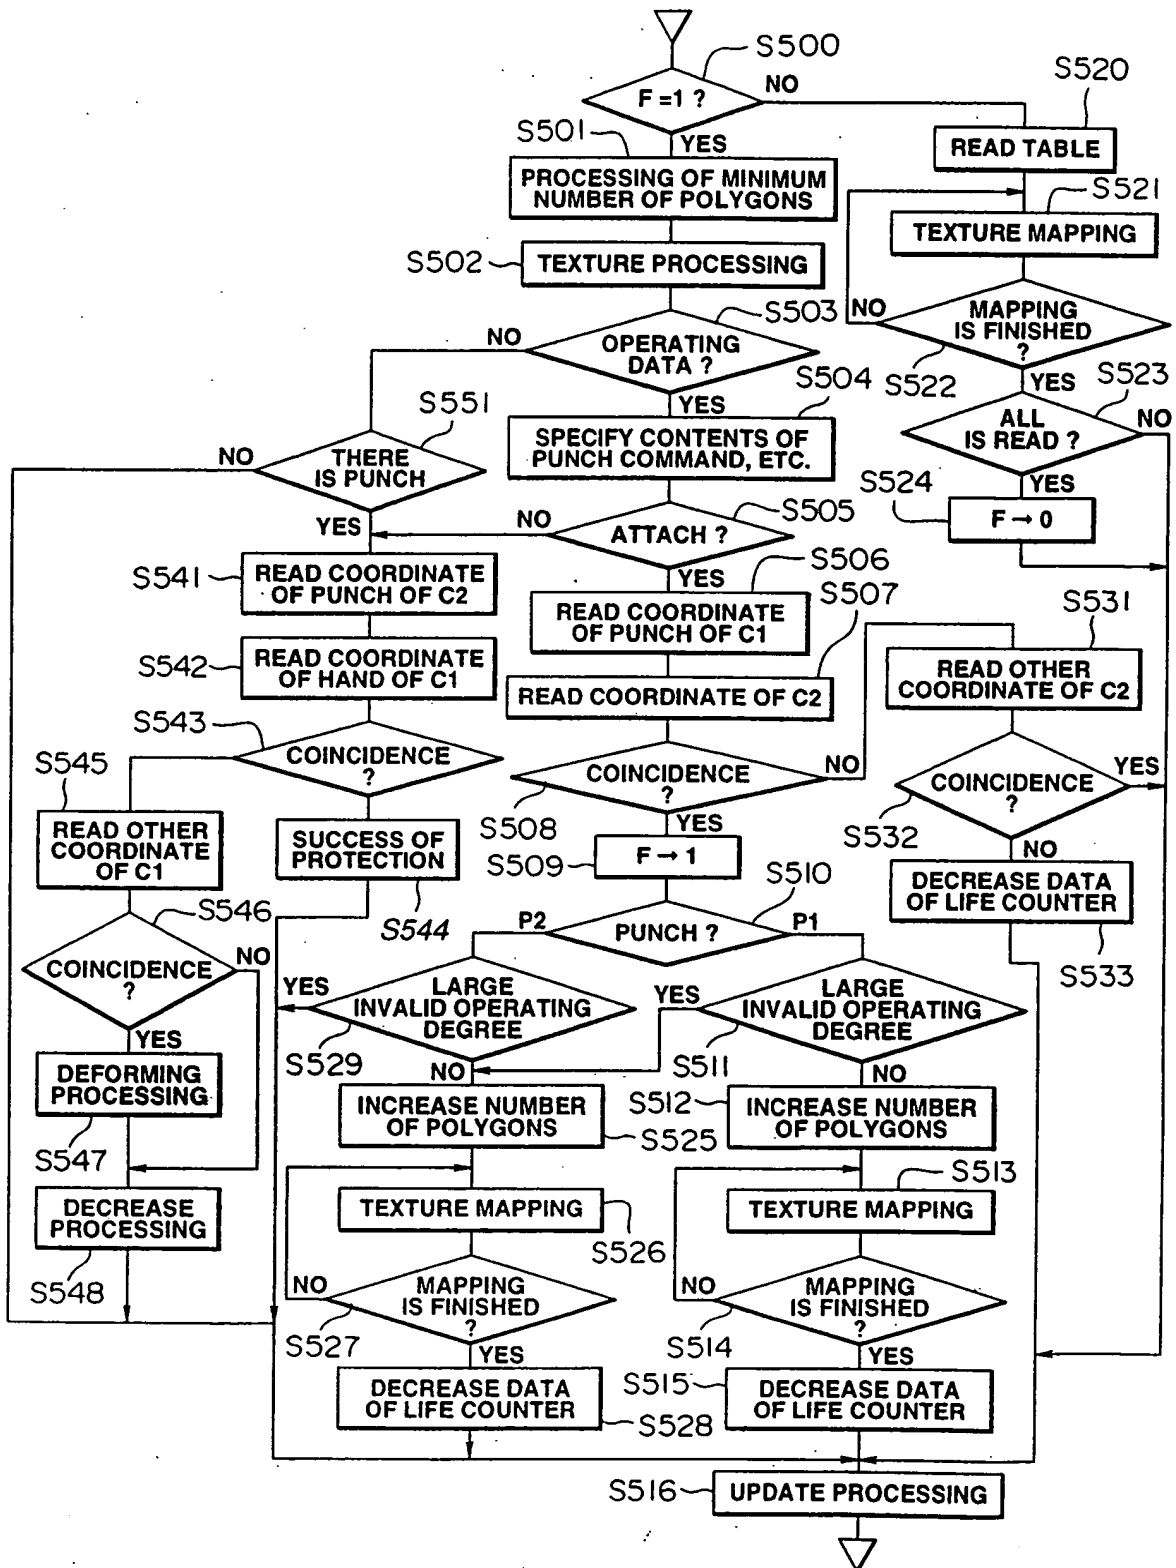 S500
F =1 ?
NO
YES
S520
READ TABLE
S501
PROCESSING OF MINIMUM
NUMBER OF POLYGONS
S521
TEXTURE MAPPING
S502
TEXTURE PROCESSING
NO
MAPPING
IS FINISHED
?
S522
YES
S503
NO
OPERATING
DATA ?
YES
S504
SPECIFY CONTENTS OF
PUNCH COMMAND, ETC.
S523
ALL
IS READ ?
NO
YES
S524
F → 0
S551
NO
THERE
IS PUNCH
YES
S505
NO
ATTACH ?
YES
S541
READ COORDINATE
OF PUNCH OF C2
S506
READ COORDINATE
OF PUNCH OF C1
S507
READ COORDINATE OF C2
S531
READ OTHER
COORDINATE OF C2
S542
READ COORDINATE
OF HAND OF C1
S543
COINCIDENCE
?
COINCIDENCE
?
NO
S508
YES
COINCIDENCE
?
YES
S532
NO
S545
READ OTHER
COORDINATE
OF C1
SUCCESS OF
PROTECTION
S544
S509
F → 1
DECREASE DATA
OF LIFE COUNTER
S533
S510
P2
PUNCH ?
P1
S546
COINCIDENCE
?
NO
YES
YES
LARGE
INVALID OPERATING
DEGREE
S529
NO
YES
LARGE
INVALID OPERATING
DEGREE
S511
NO
DEFORMING
PROCESSING
S547
INCREASE NUMBER
OF POLYGONS
S525
S512
INCREASE NUMBER
OF POLYGONS
DECREASE
PROCESSING
S548
TEXTURE MAPPING
S526
S513
TEXTURE MAPPING
NO
MAPPING
IS FINISHED
?
S527
YES
NO
MAPPING
IS FINISHED
?
S514
YES
DECREASE DATA
OF LIFE COUNTER
S528
S515
DECREASE DATA
OF LIFE COUNTER
S516
UPDATE PROCESSING